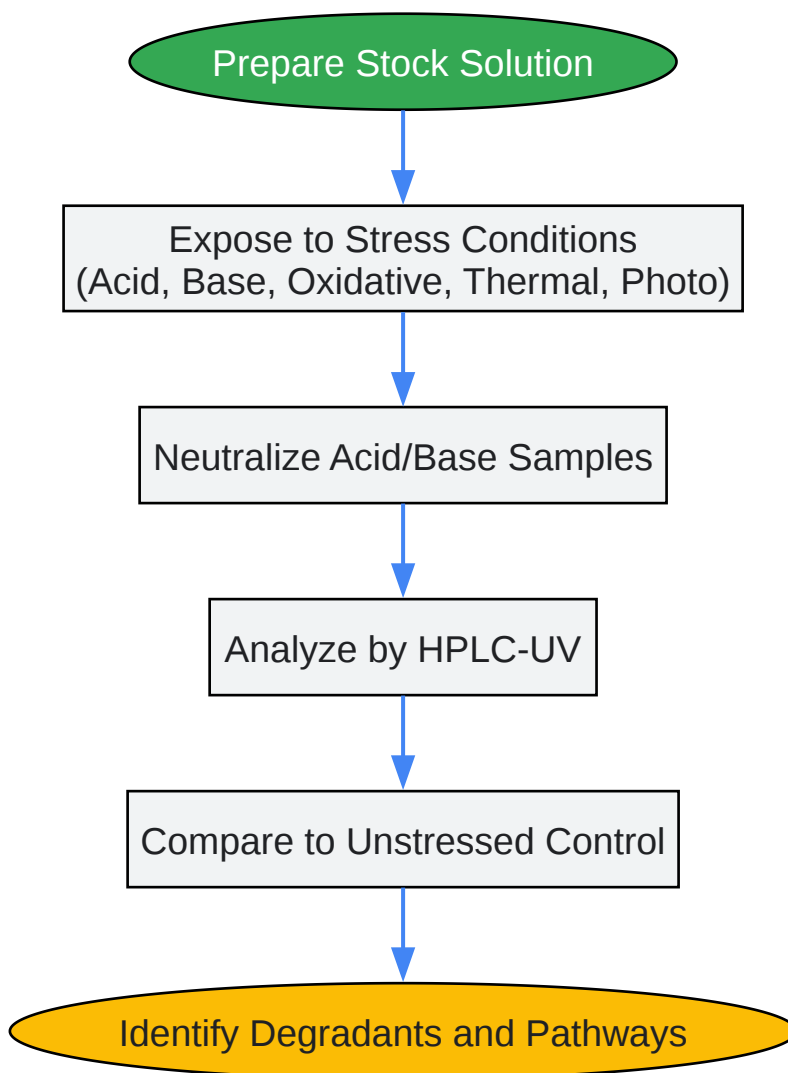 Prepare Stock Solution
Expose to Stress Conditions
(Acid, Base, Oxidative, Thermal, Photo)
Neutralize Acid/Base Samples
Analyze by HPLC-UV
Compare to Unstressed Control
Identify Degradants and Pathways